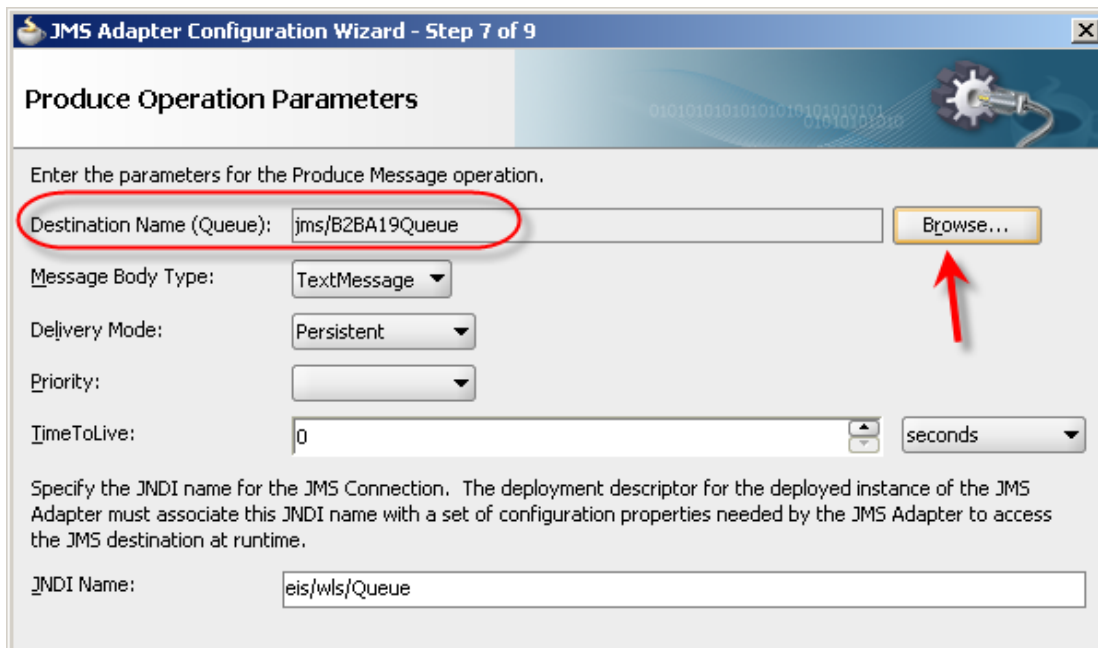 JMS Adapter Configuration Wizard - Step 7 of 9
Produce Operation Parameters
0101010101010101010101010101
01010101010
Enter the parameters for the Produce Message operation.
Destination Name (Queue): jms/B2BA19Queue Browse...
Message Body Type: TextMessage
Delivery Mode: Persistent
Priority:
TimeToLive: 0 seconds
Specify the JNDI name for the JMS Connection. The deployment descriptor for the deployed instance of the JMS
Adapter must associate this JNDI name with a set of configuration properties needed by the JMS Adapter to access
the JMS destination at runtime.
JNDI Name: eis/wls/Queue